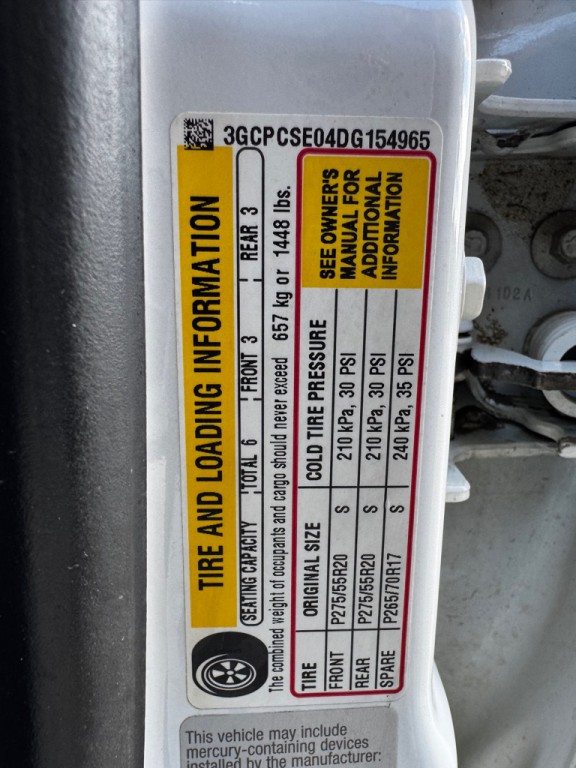 3GCPCSE04DG154965
TIRE AND LOADING INFORMATION
SEATING CAPACITY TOTAL 6 FRONT 3 REAR 3
The combined weight of occupants and cargo should never exceed 657 kg or 1448 lbs.
TIRE ORIGINAL SIZE COLD TIRE PRESSURE
FRONT P275/55R20 S 210 kPa, 30 PSI
REAR P275/55R20 S 210 kPa, 30 PSI
SPARE P265/70R17 S 240 kPa, 35 PSI
SEE OWNER'S
MANUAL FOR
ADDITIONAL
INFORMATION
This vehicle may include
mercury-containing devices
installed by the manufacturer: